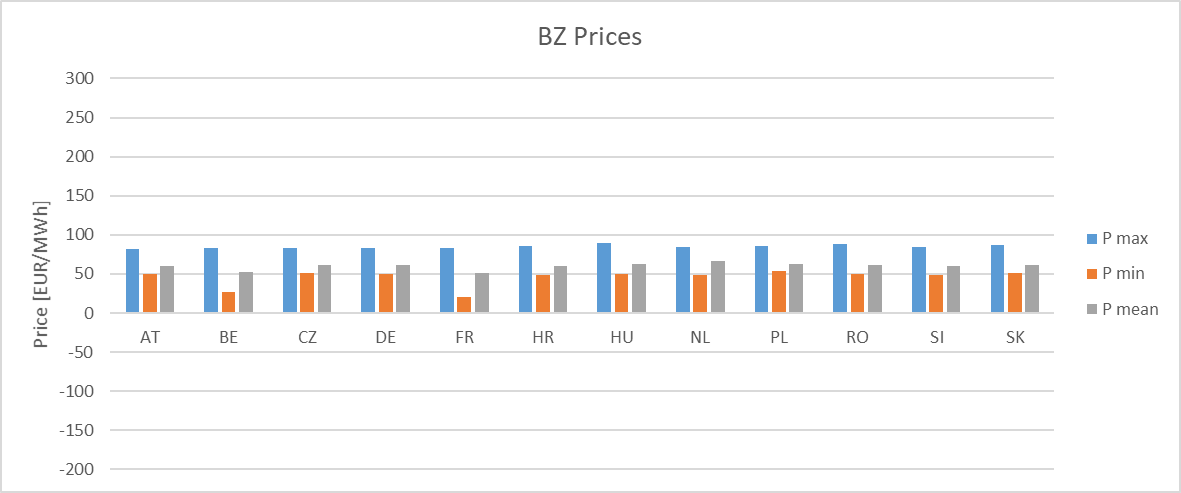 BZ Prices
Price [EUR/MWh]
300
250
200
150
100
50
0
-50
-100
-150
-200
AT BE CZ DE FR HR HU NL PL RO SI SK
P max
P min
P mean